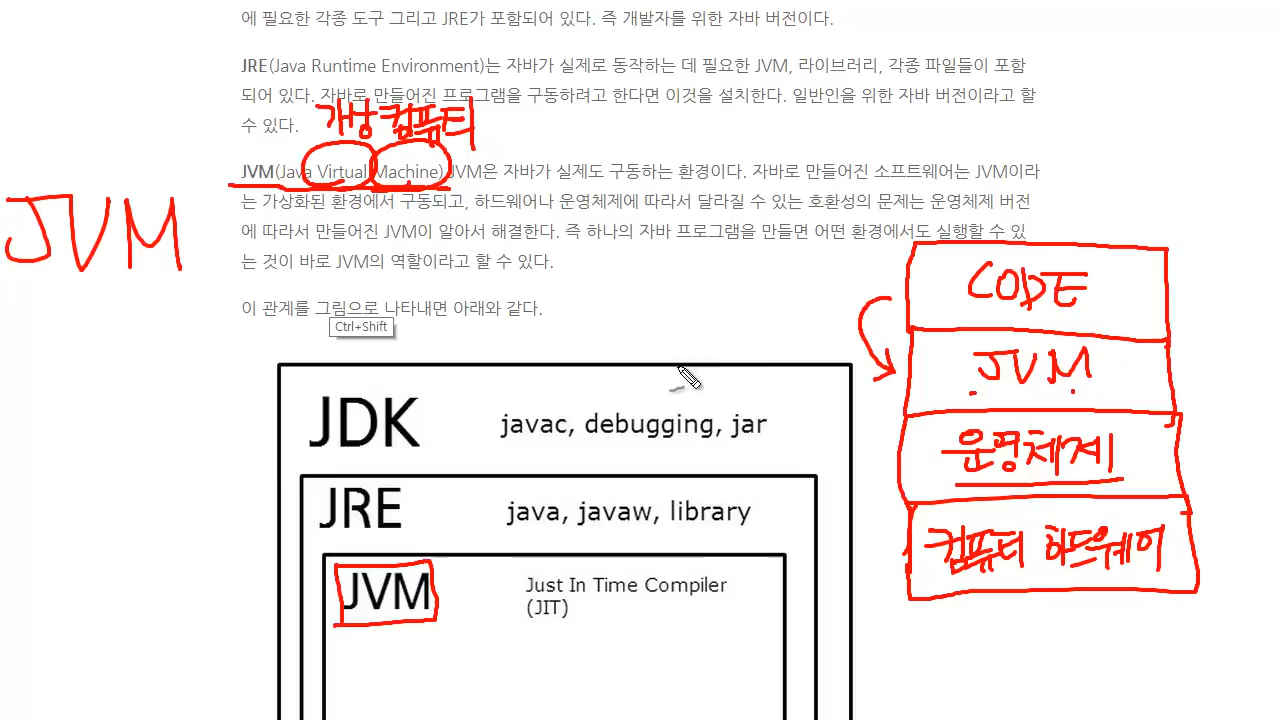 에 필요한 각종 도구 그리고 JRE가 포함되어 있다. 즉 개발자를 위한 자바 버전이다.
JRE(Java Runtime Environment)는 자바가 실제로 동작하는 데 필요한 JVM, 라이브러리, 각종 파일들이 포함
되어 있다. 자바로 만들어진 프로그램을 구동하려고 한다면 이것을 설치한다. 일반인을 위한 자바 버전이라고 할
수 있다.
가상 컴퓨터
JVM(Java Virtual Machine) JVM은 자바가 실제도 구동하는 환경이다. 자바로 만들어진 소프트웨어는 JVM이라
는 가상화된 환경에서 구동되고, 하드웨어나 운영체제에 따라서 달라질 수 있는 호환성의 문제는 운영체제 버전
에 따라서 만들어진 JVM이 알아서 해결한다. 즉 하나의 자바 프로그램을 만들면 어떤 환경에서도 실행할 수 있
는 것이 바로 JVM의 역할이라고 할 수 있다.
JVM
이 관계를 그림으로 나타내면 아래와 같다.
Ctrl+Shift
CODE
JVM
운영체제
컴퓨터 하드웨어
JDK
javac, debugging, jar
JRE
java, javaw, library
JVM
Just In Time Compiler
(JIT)